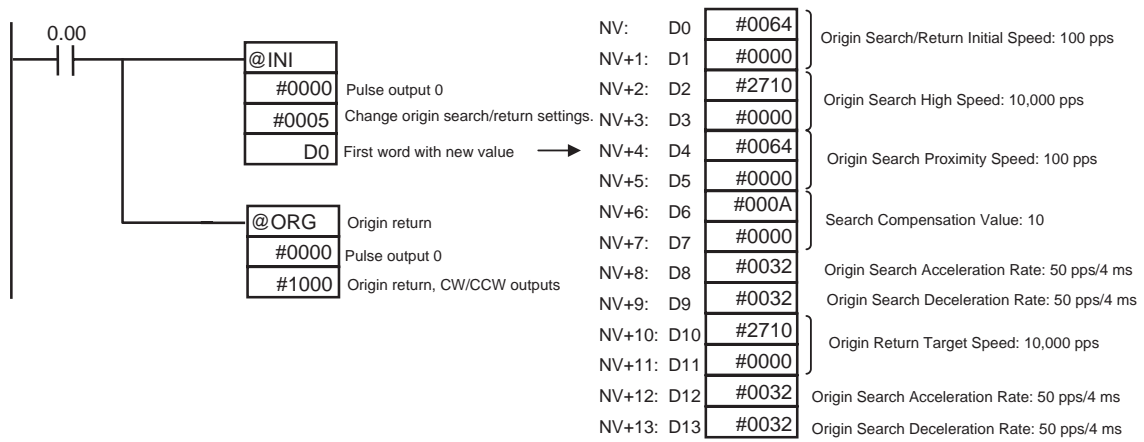 0.00
@INI
#0000 Pulse output 0
#0005 Change origin search/return settings.
D0 First word with new value
@ORG Origin return
#0000 Pulse output 0
#1000 Origin return, CW/CCW outputs
NV: D0 #0064 Origin Search/Return Initial Speed: 100 pps
NV+1: D1 #0000
NV+2: D2 #2710 Origin Search High Speed: 10,000 pps
NV+3: D3 #0000
NV+4: D4 #0064 Origin Search Proximity Speed: 100 pps
NV+5: D5 #0000
NV+6: D6 #000A Search Compensation Value: 10
NV+7: D7 #0000
NV+8: D8 #0032 Origin Search Acceleration Rate: 50 pps/4 ms
NV+9: D9 #0032 Origin Search Deceleration Rate: 50 pps/4 ms
NV+10: D10 #2710 Origin Return Target Speed: 10,000 pps
NV+11: D11 #0000
NV+12: D12 #0032 Origin Search Acceleration Rate: 50 pps/4 ms
NV+13: D13 #0032 Origin Search Deceleration Rate: 50 pps/4 ms